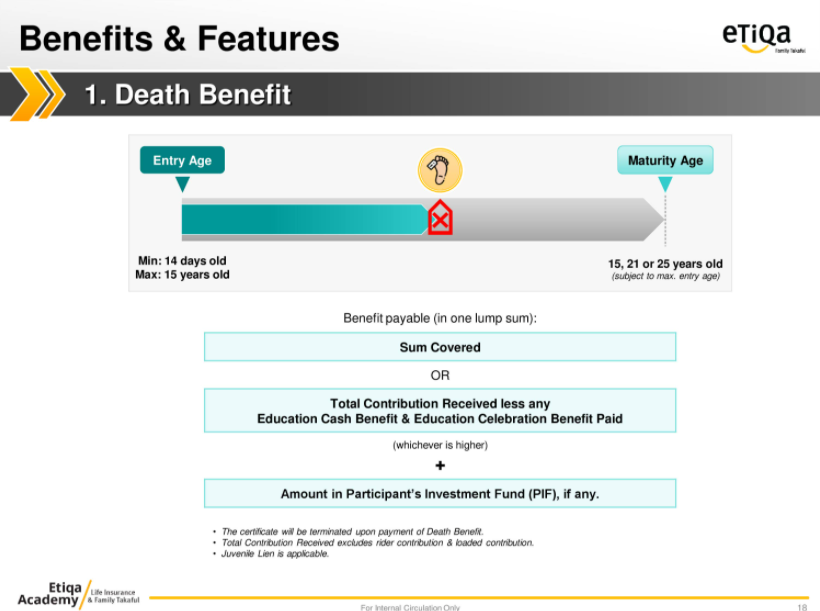 Benefits & Features
eTiQa
Family Takaful
1. Death Benefit
Entry Age
Maturity Age
Min: 14 days old
Max: 15 years old
15, 21 or 25 years old
(subject to max. entry age)
Benefit payable (in one lump sum):
Sum Covered
OR
Total Contribution Received less any
Education Cash Benefit & Education Celebration Benefit Paid
(whichever is higher)
+
Amount in Participant's Investment Fund (PIF), if any.
• The certificate will be terminated upon payment of Death Benefit.
• Total Contribution Received excludes rider contribution & loaded contribution.
• Juvenile Lien is applicable.
Etiqa
Academy
Life Insurance
& Family Takaful
For Internal Circulation Only
18